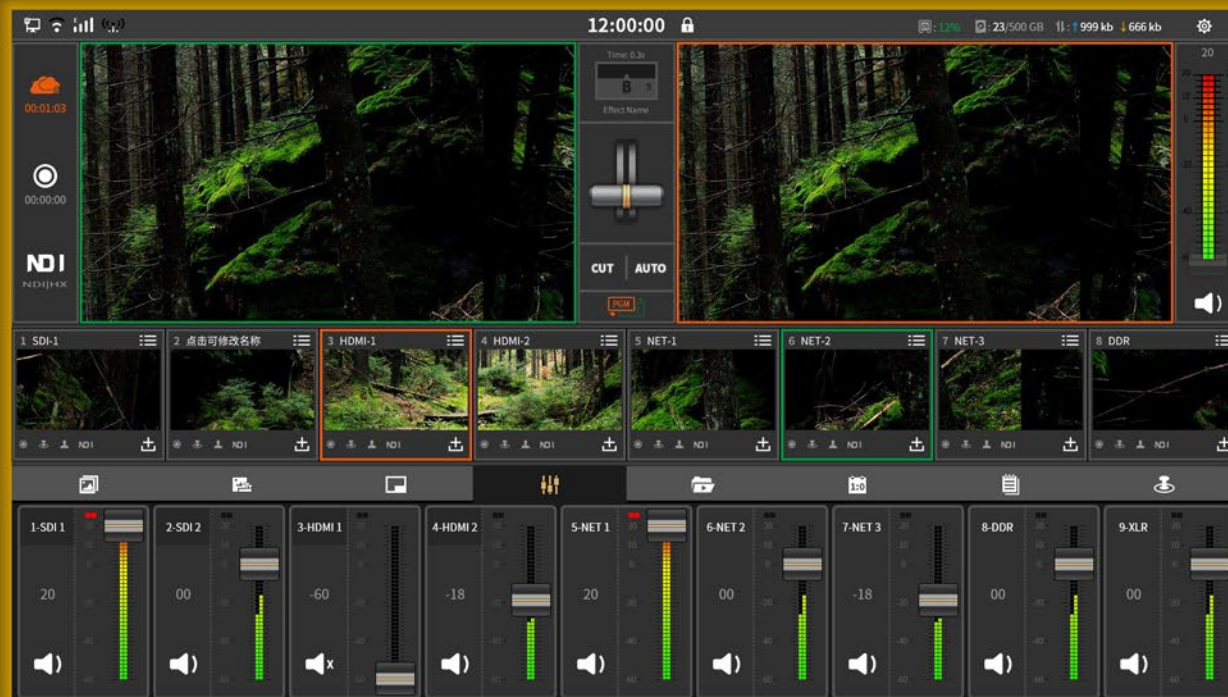 12:00:00
: 12%
: 23/500 GB
: ↑ 999 kb ↓ 666 kb
Time: 0.3s
A
B
Effect Name
20
00:01:03
00:00:00
NDI
NDI|HX
CUT AUTO
PGM
1 SDI-1
2 点击可修改名称
3 HDMI-1
4 HDMI-2
5 NET-1
6 NET-2
7 NET-3
8 DDR
NDI
NDI
NDI
NDI
NDI
NDI
NDI
NDI
1:0
1-SDI 1
2-SDI 2
3-HDMI 1
4-HDMI 2
5-NET 1
6-NET 2
7-NET 3
8-DDR
9-XLR
20
00
-60
-18
20
00
-18
00
00